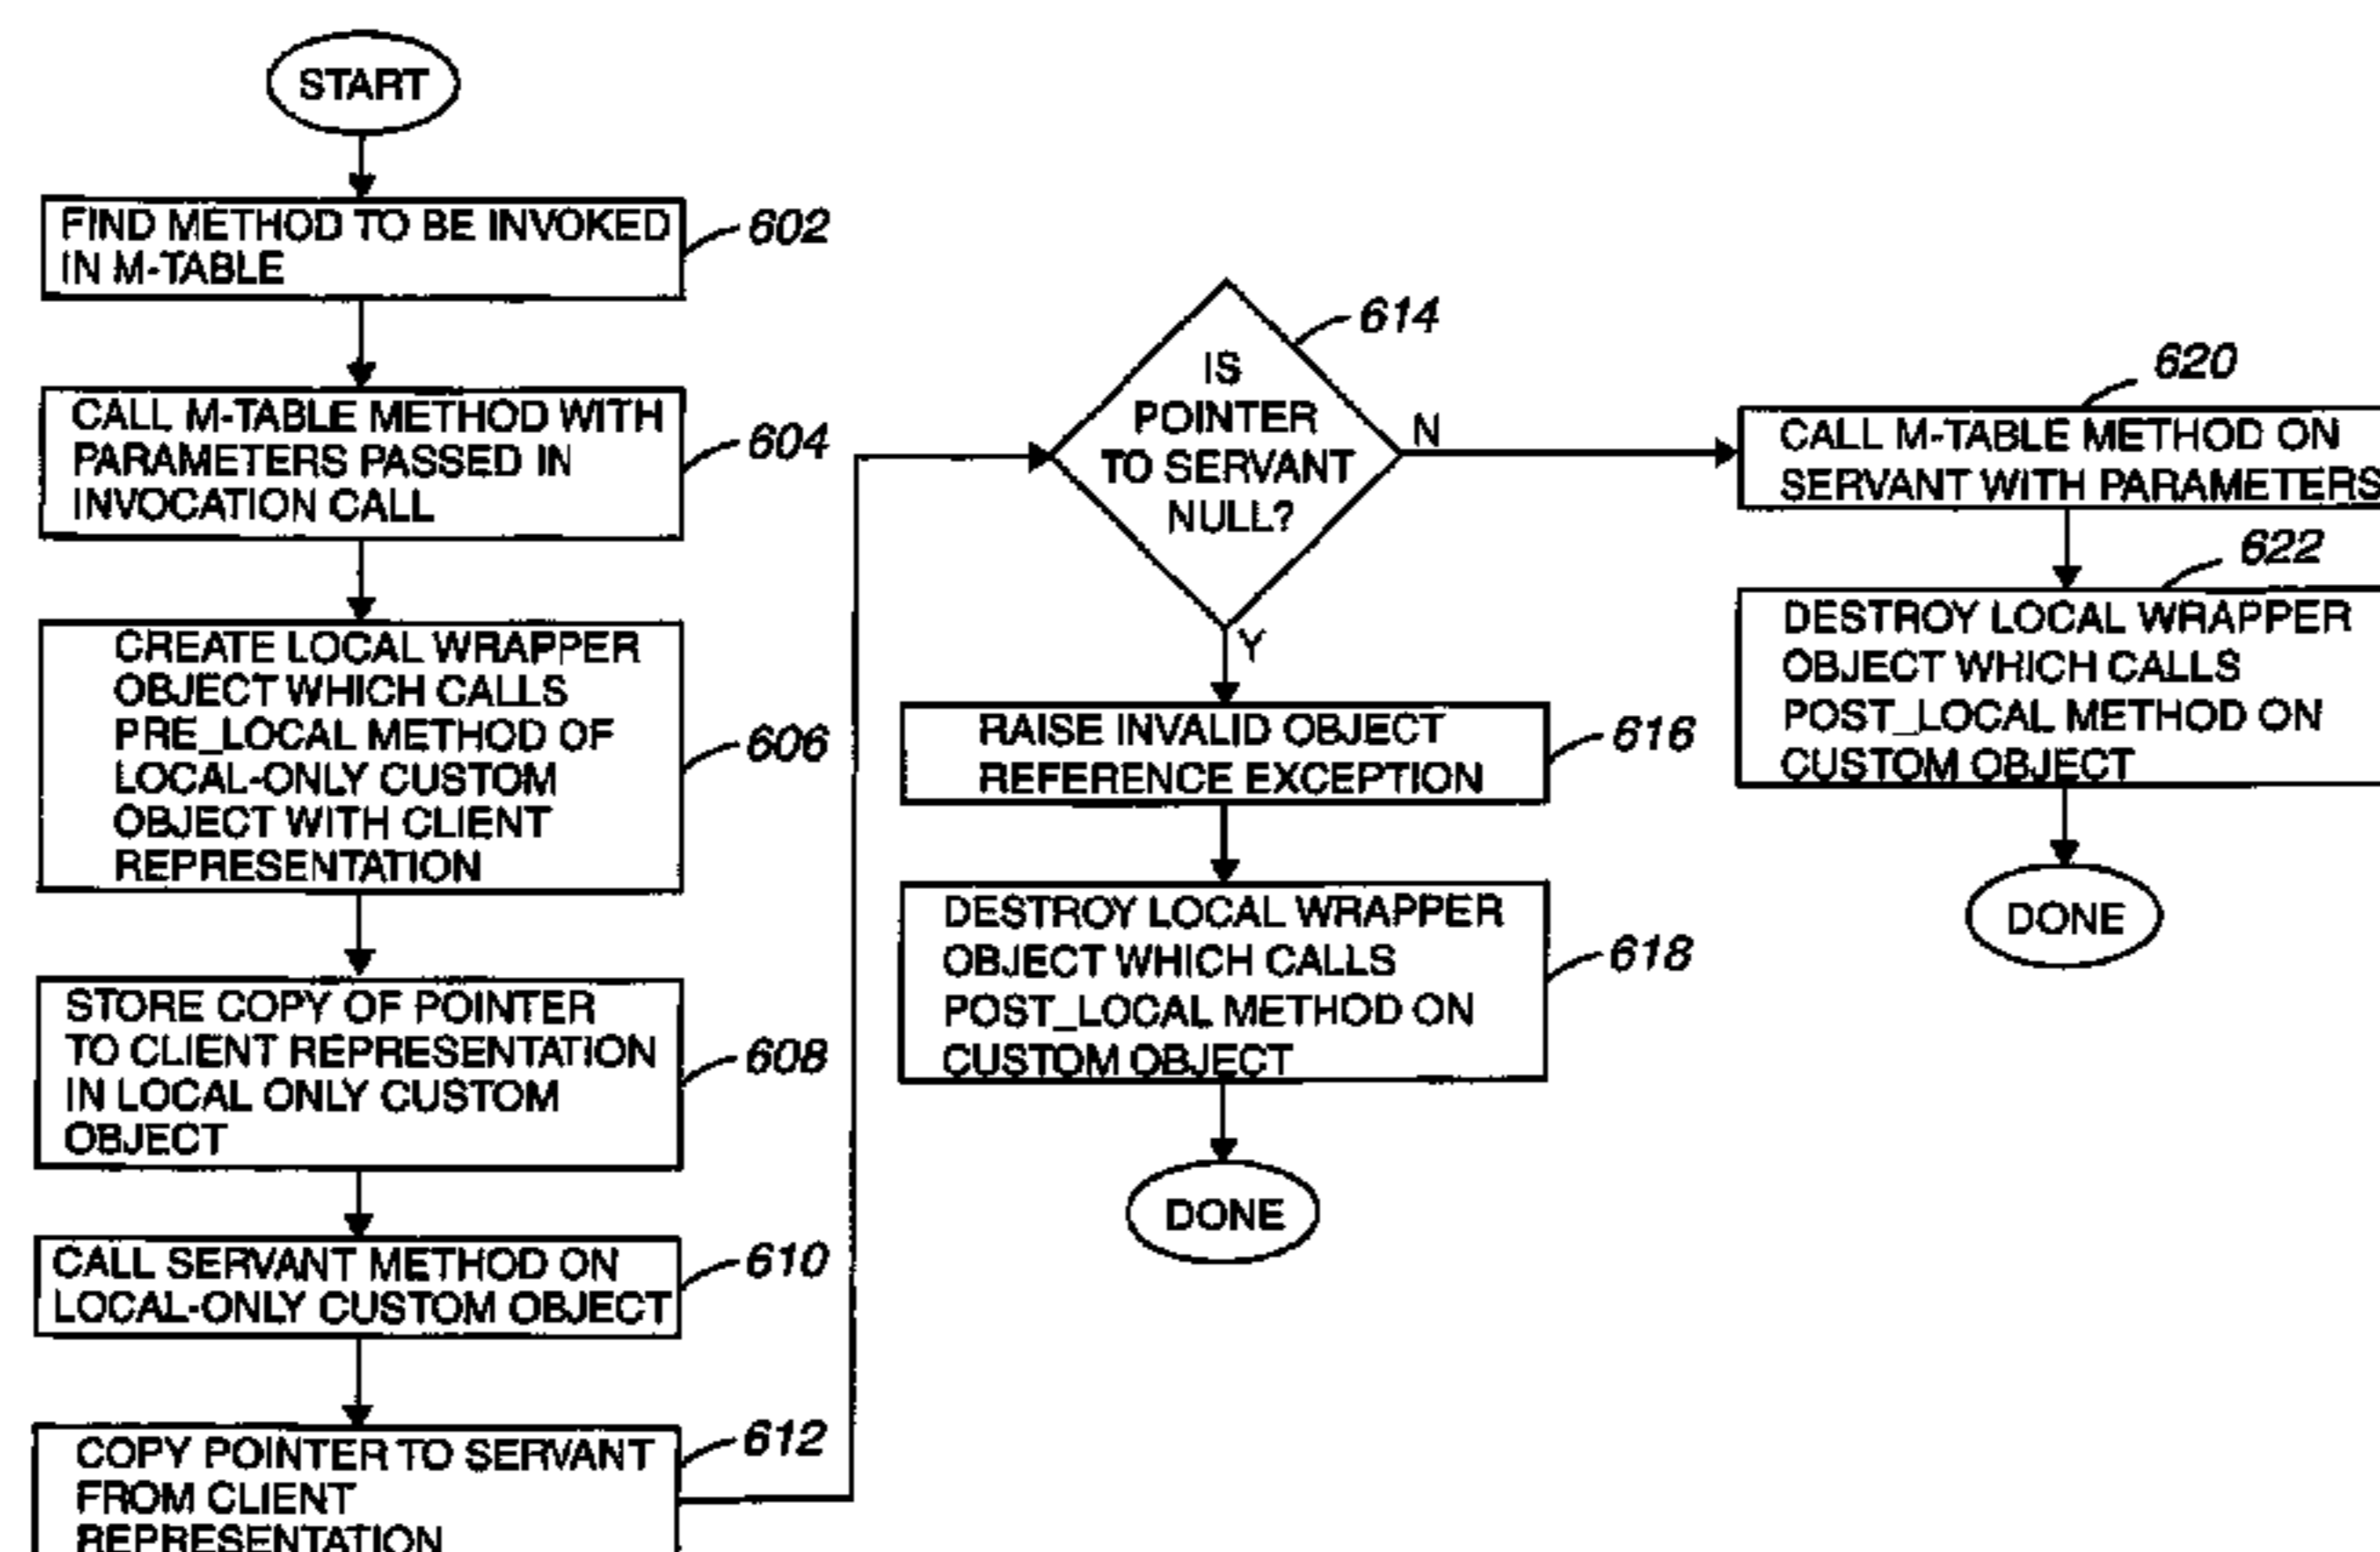 START
FIND METHOD TO BE INVOKED
IN M-TABLE
602
CALL M-TABLE METHOD WITH
PARAMETERS PASSED IN
INVOCATION CALL
604
CREATE LOCAL WRAPPER
OBJECT WHICH CALLS
PRE_LOCAL METHOD OF
LOCAL-ONLY CUSTOM
OBJECT WITH CLIENT
REPRESENTATION
606
STORE COPY OF POINTER
TO CLIENT REPRESENTATION
IN LOCAL ONLY CUSTOM
OBJECT
608
CALL SERVANT METHOD ON
LOCAL-ONLY CUSTOM OBJECT
610
COPY POINTER TO SERVANT
FROM CLIENT
REPRESENTATION
612
IS
POINTER
TO SERVANT
NULL?
614
N
Y
RAISE INVALID OBJECT
REFERENCE EXCEPTION
616
DESTROY LOCAL WRAPPER
OBJECT WHICH CALLS
POST_LOCAL METHOD ON
CUSTOM OBJECT
618
DONE
620
CALL M-TABLE METHOD ON
SERVANT WITH PARAMETERS
622
DESTROY LOCAL WRAPPER
OBJECT WHICH CALLS
POST_LOCAL METHOD ON
CUSTOM OBJECT
DONE